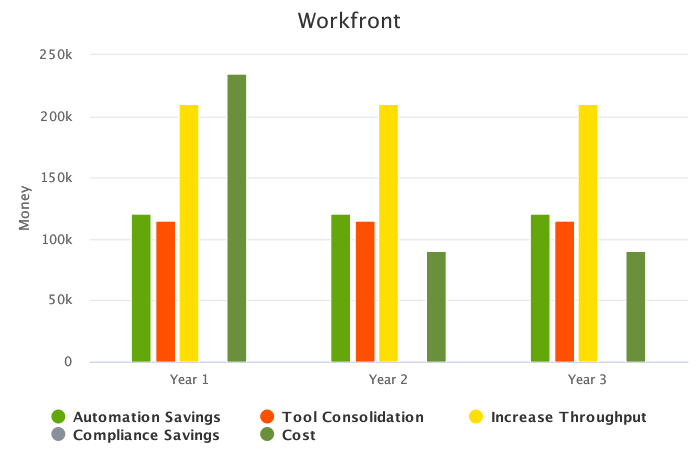 Workfront
250k
200k
150k
100k
50k
0
Money
Year 1 Year 2 Year 3
Automation Savings Tool Consolidation Increase Throughput
Compliance Savings Cost